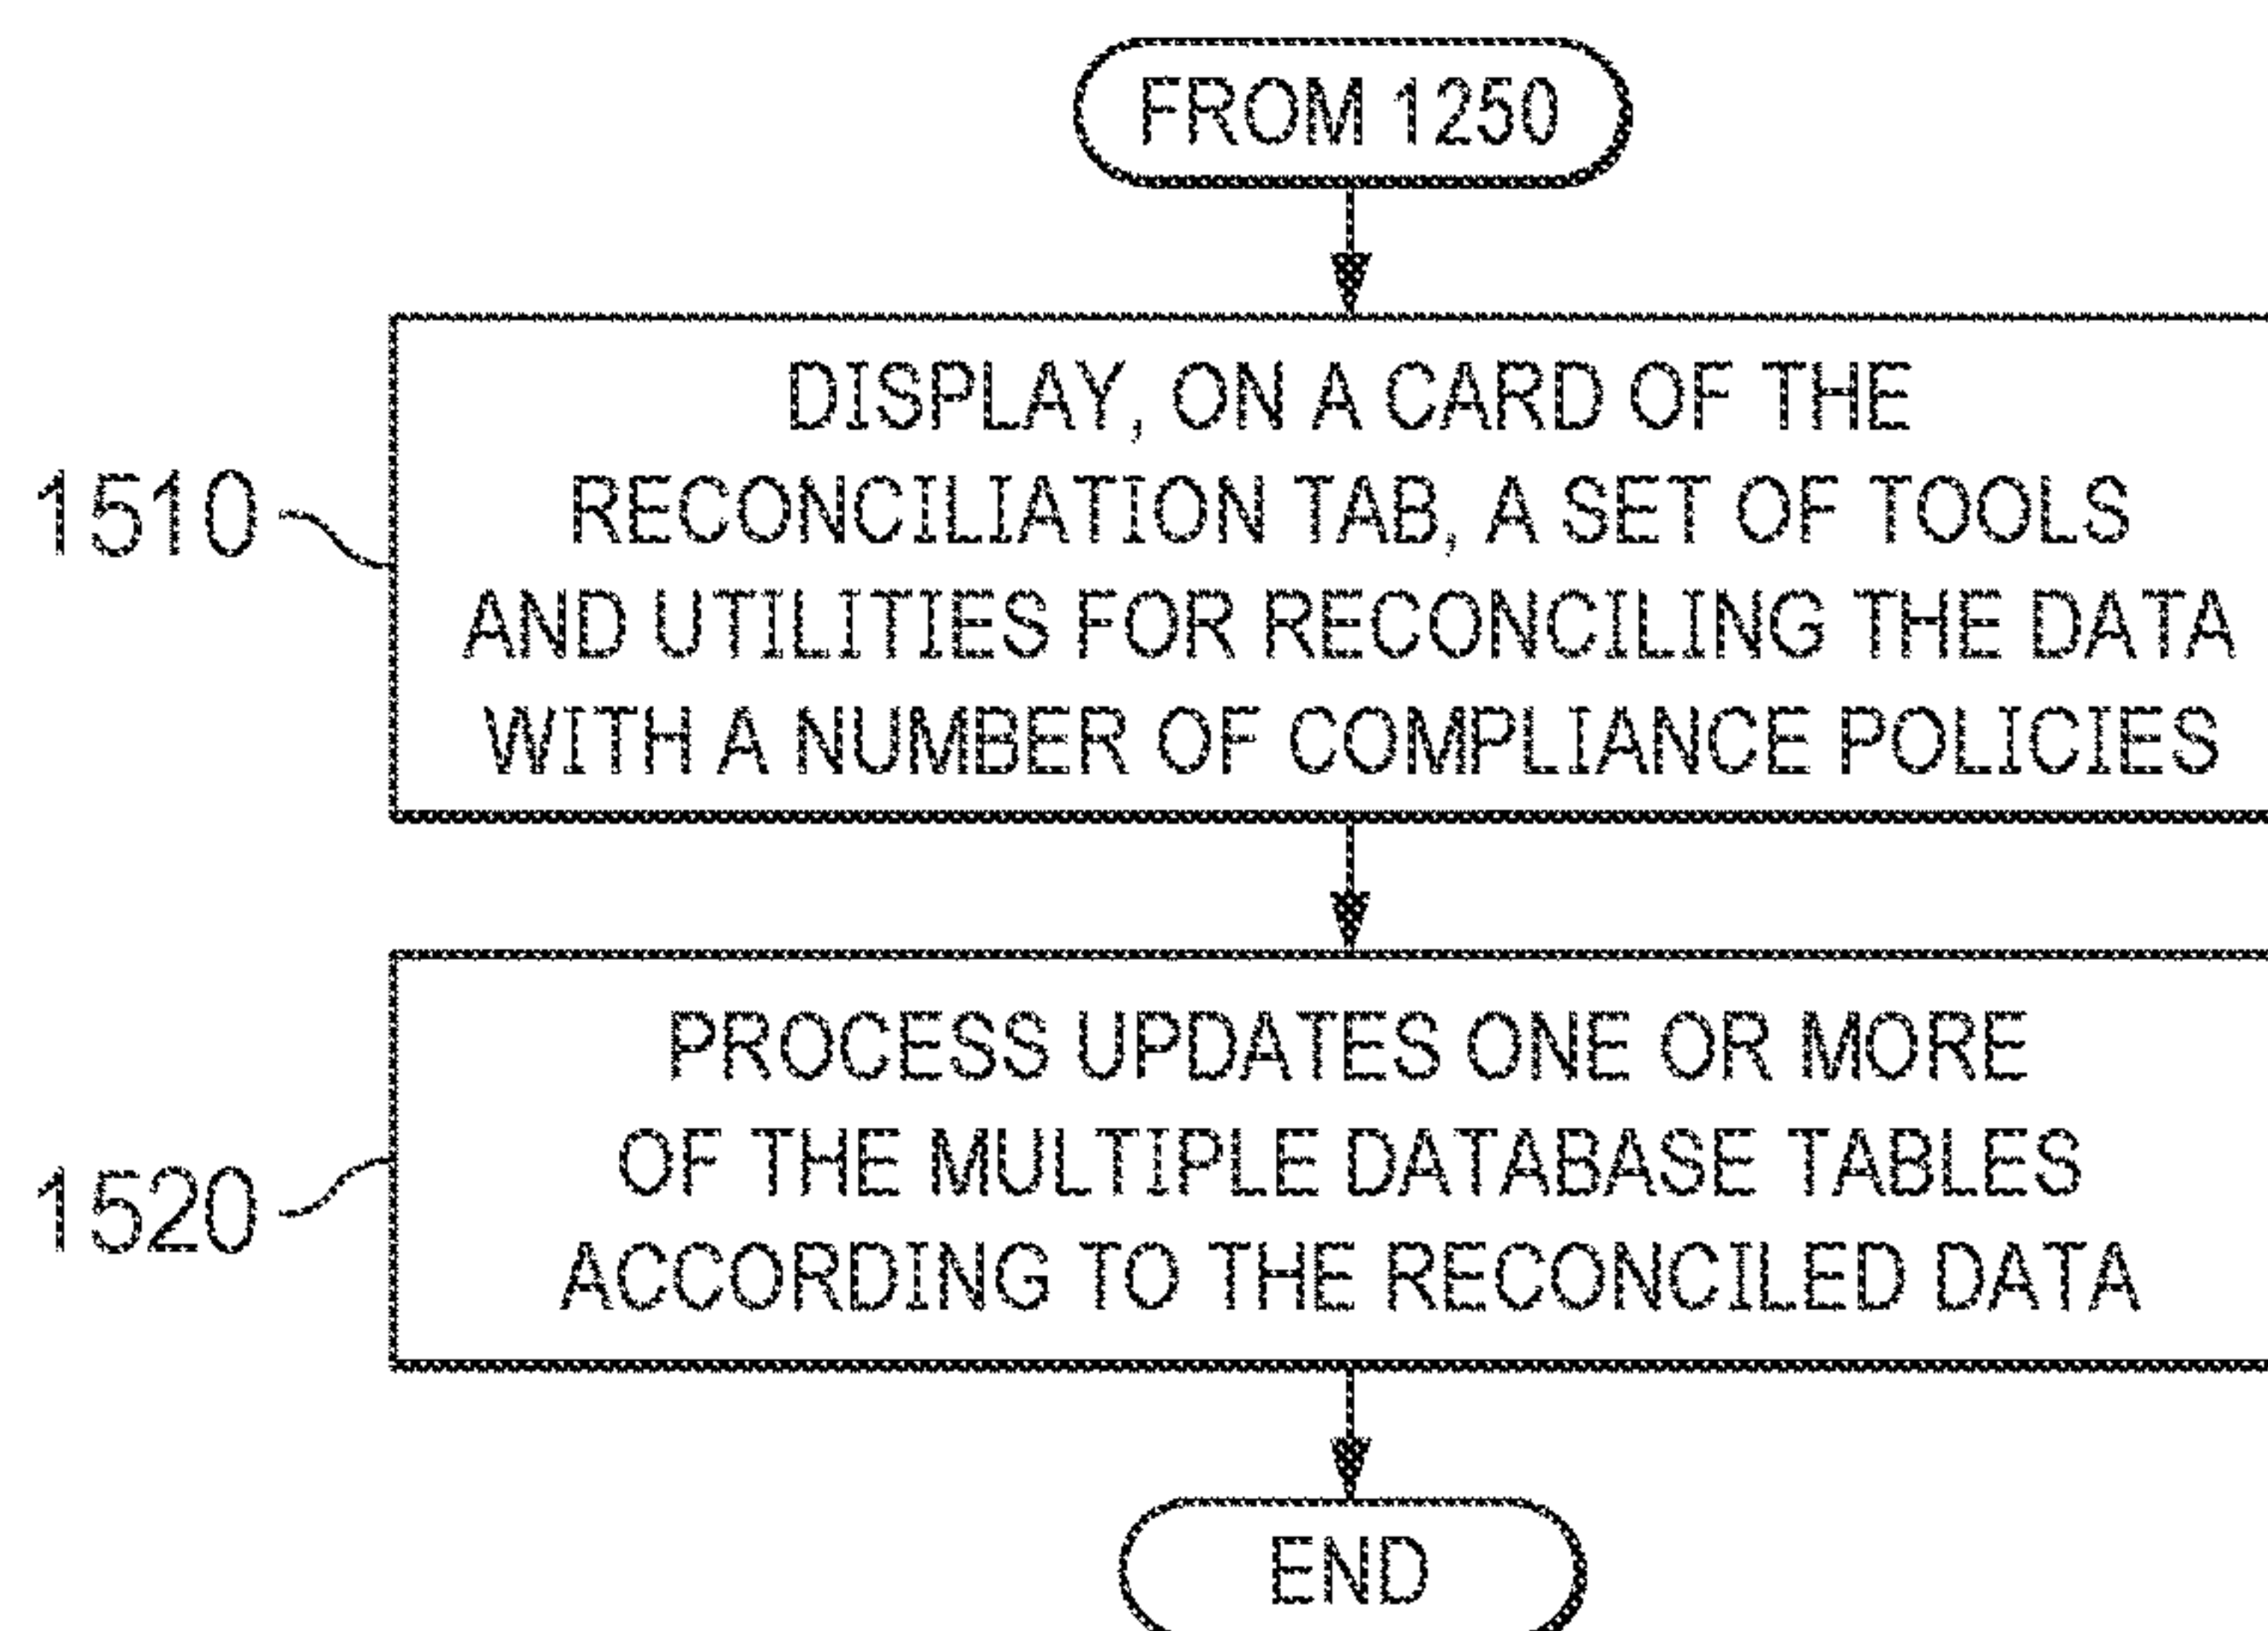 FROM 1250
DISPLAY, ON A CARD OF THE
RECONCILIATION TAB, A SET OF TOOLS
AND UTILITIES FOR RECONCILING THE DATA
WITH A NUMBER OF COMPLIANCE POLICIES
1510
PROCESS UPDATES ONE OR MORE
OF THE MULTIPLE DATABASE TABLES
ACCORDING TO THE RECONCILED DATA
1520
END